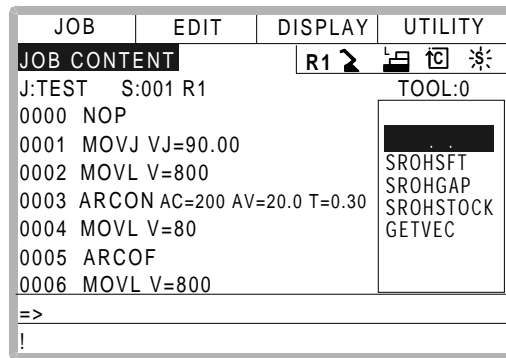 JOB EDIT DISPLAY UTILITY
JOB CONTENT R1 L C S
J:TEST S:001 R1 TOOL:0
0000 NOP
0001 MOVJ VJ=90.00
. .
0002 MOVL V=800
SROHSFT
SROHGAP
0003 ARCON AC=200 AV=20.0 T=0.30
SROHSTOCK
0004 MOVL V=80
GETVEC
0005 ARCOF
0006 MOVL V=800
=>
!